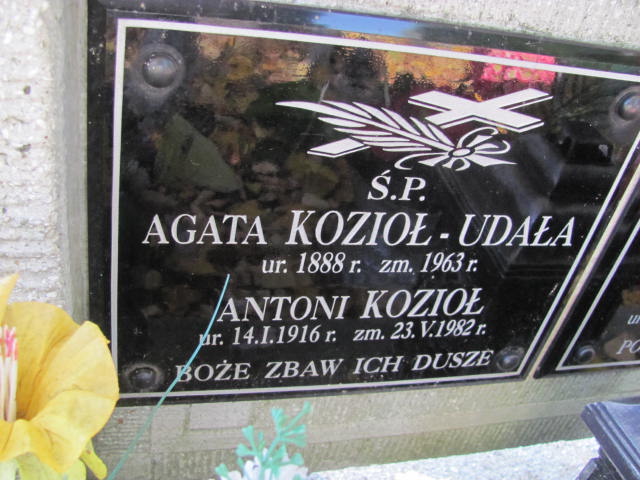 Ś.P.
AGATA KOZIOŁ - UDAŁA
ur. 1888 r. zm. 1963 r.
ANTONI KOZIOŁ
ur. 14.I.1916 r. zm. 23.V.1982 r.
BOŻE ZBAW ICH DUSZE